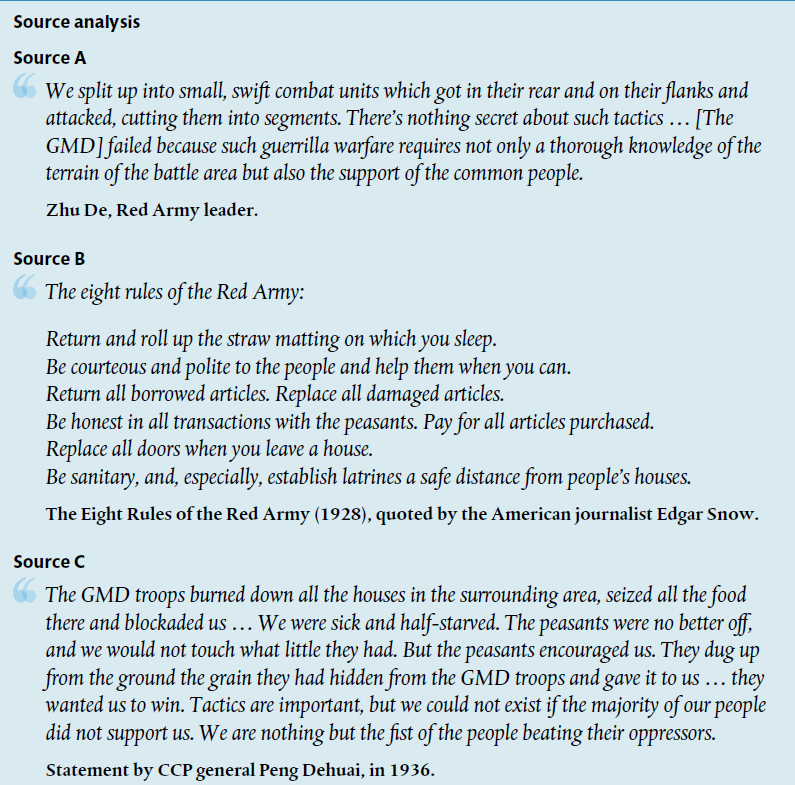 Source analysis
Source A
“ We split up into small, swift combat units which got in their rear and on their flanks and
attacked, cutting them into segments. There’s nothing secret about such tactics … [The
GMD] failed because such guerrilla warfare requires not only a thorough knowledge of the
terrain of the battle area but also the support of the common people.
Zhu De, Red Army leader.
Source B
“ The eight rules of the Red Army:
Return and roll up the straw matting on which you sleep.
Be courteous and polite to the people and help them when you can.
Return all borrowed articles. Replace all damaged articles.
Be honest in all transactions with the peasants. Pay for all articles purchased.
Replace all doors when you leave a house.
Be sanitary, and, especially, establish latrines a safe distance from people’s houses.
The Eight Rules of the Red Army (1928), quoted by the American journalist Edgar Snow.
Source C
“ The GMD troops burned down all the houses in the surrounding area, seized all the food
there and blockaded us … We were sick and half-starved. The peasants were no better off,
and we would not touch what little they had. But the peasants encouraged us. They dug up
from the ground the grain they had hidden from the GMD troops and gave it to us … they
wanted us to win. Tactics are important, but we could not exist if the majority of our people
did not support us. We are nothing but the fist of the people beating their oppressors.
Statement by CCP general Peng Dehuai, in 1936.